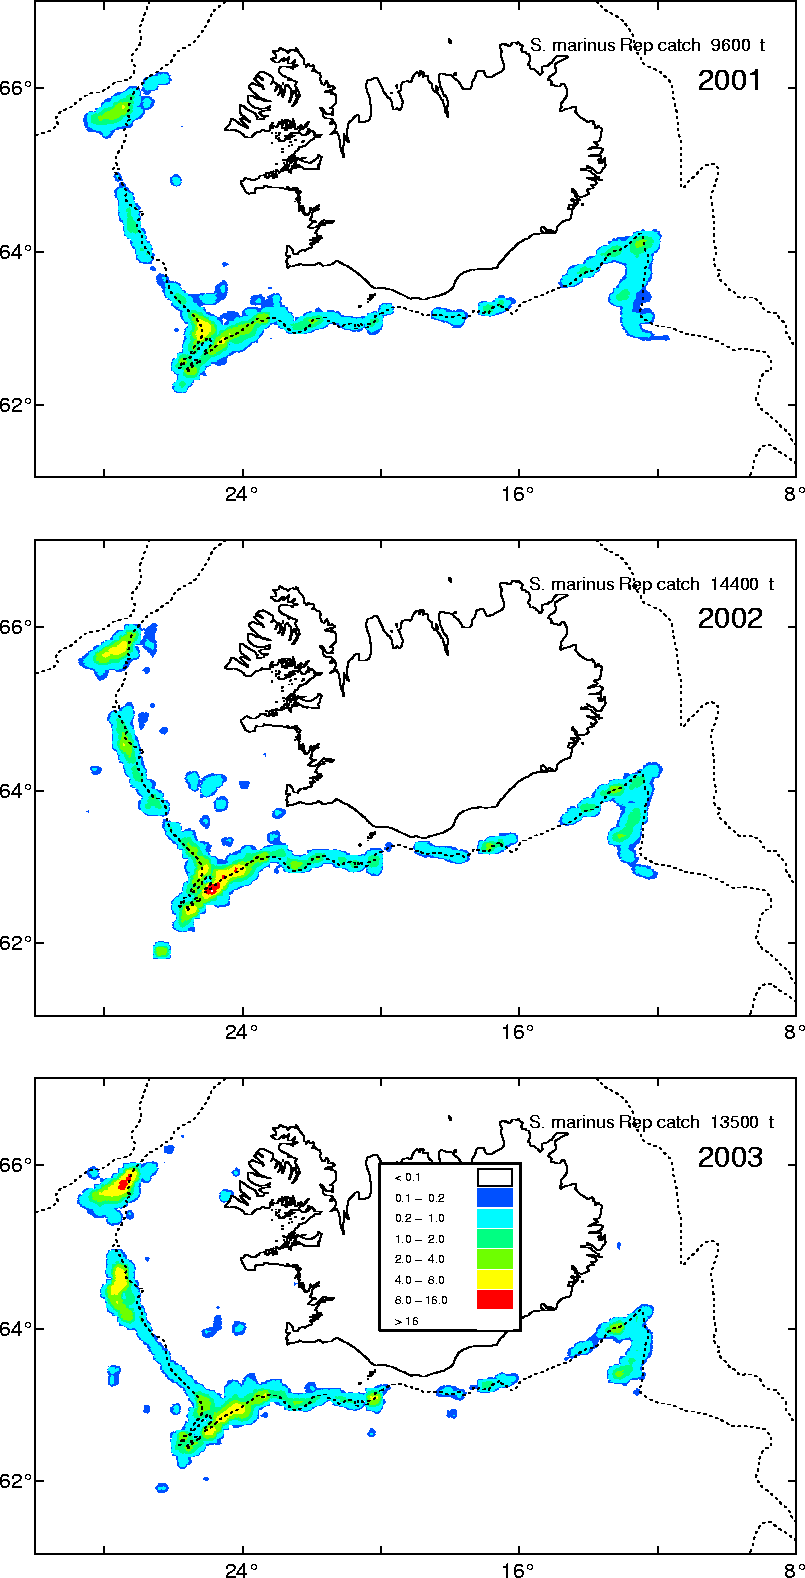 S. marinus Rep catch 9600 t
66°
2001
64°
62°
24° 16° 8°
S. marinus Rep catch 14400 t
66°
2002
64°
62°
24° 16° 8°
S. marinus Rep catch 13500 t
66°
2003
< 0.1
0.1 – 0.2
0.2 – 1.0
1.0 – 2.0
2.0 – 4.0
4.0 – 8.0
8.0 – 16.0
> 16
64°
62°
24° 16° 8°